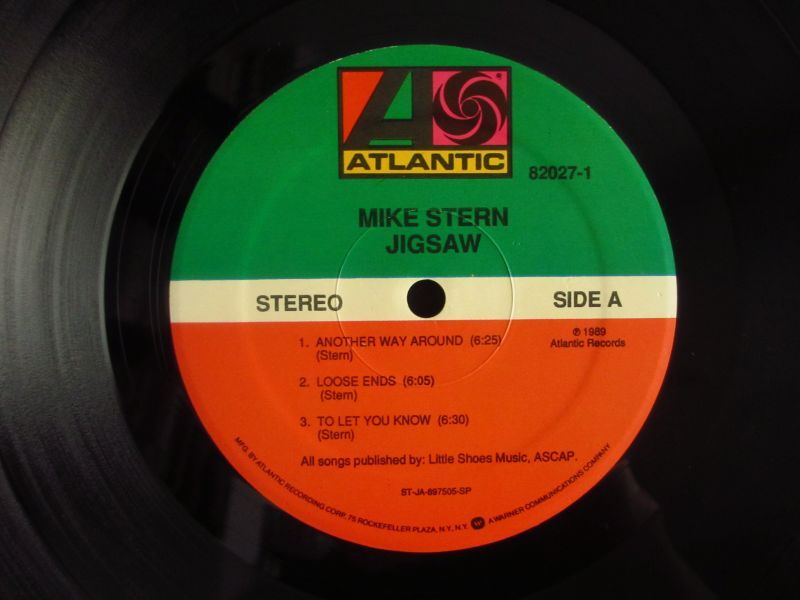 ATLANTIC
82027-1
MIKE STERN
JIGSAW
STEREO
SIDE A
℗ 1989
Atlantic Records
1. ANOTHER WAY AROUND (6:25)
(Stern)
2. LOOSE ENDS (6:05)
(Stern)
3. TO LET YOU KNOW (6:30)
(Stern)
All songs published by: Little Shoes Music, ASCAP.
ST-JA-897505-SP
MFG. BY ATLANTIC RECORDING CORP., 75 ROCKEFELLER PLAZA, N.Y., N.Y. A WARNER COMMUNICATIONS COMPANY